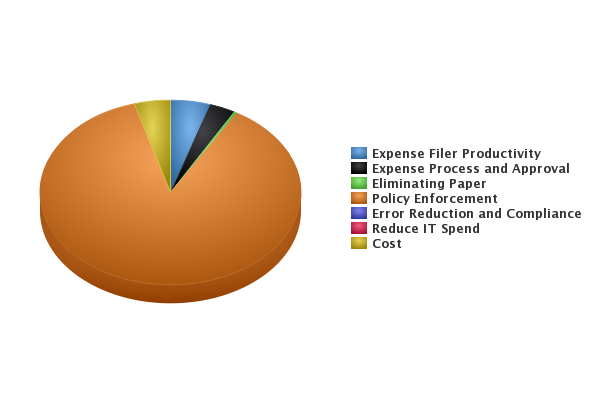 Expense Filer Productivity
Expense Process and Approval
Eliminating Paper
Policy Enforcement
Error Reduction and Compliance
Reduce IT Spend
Cost